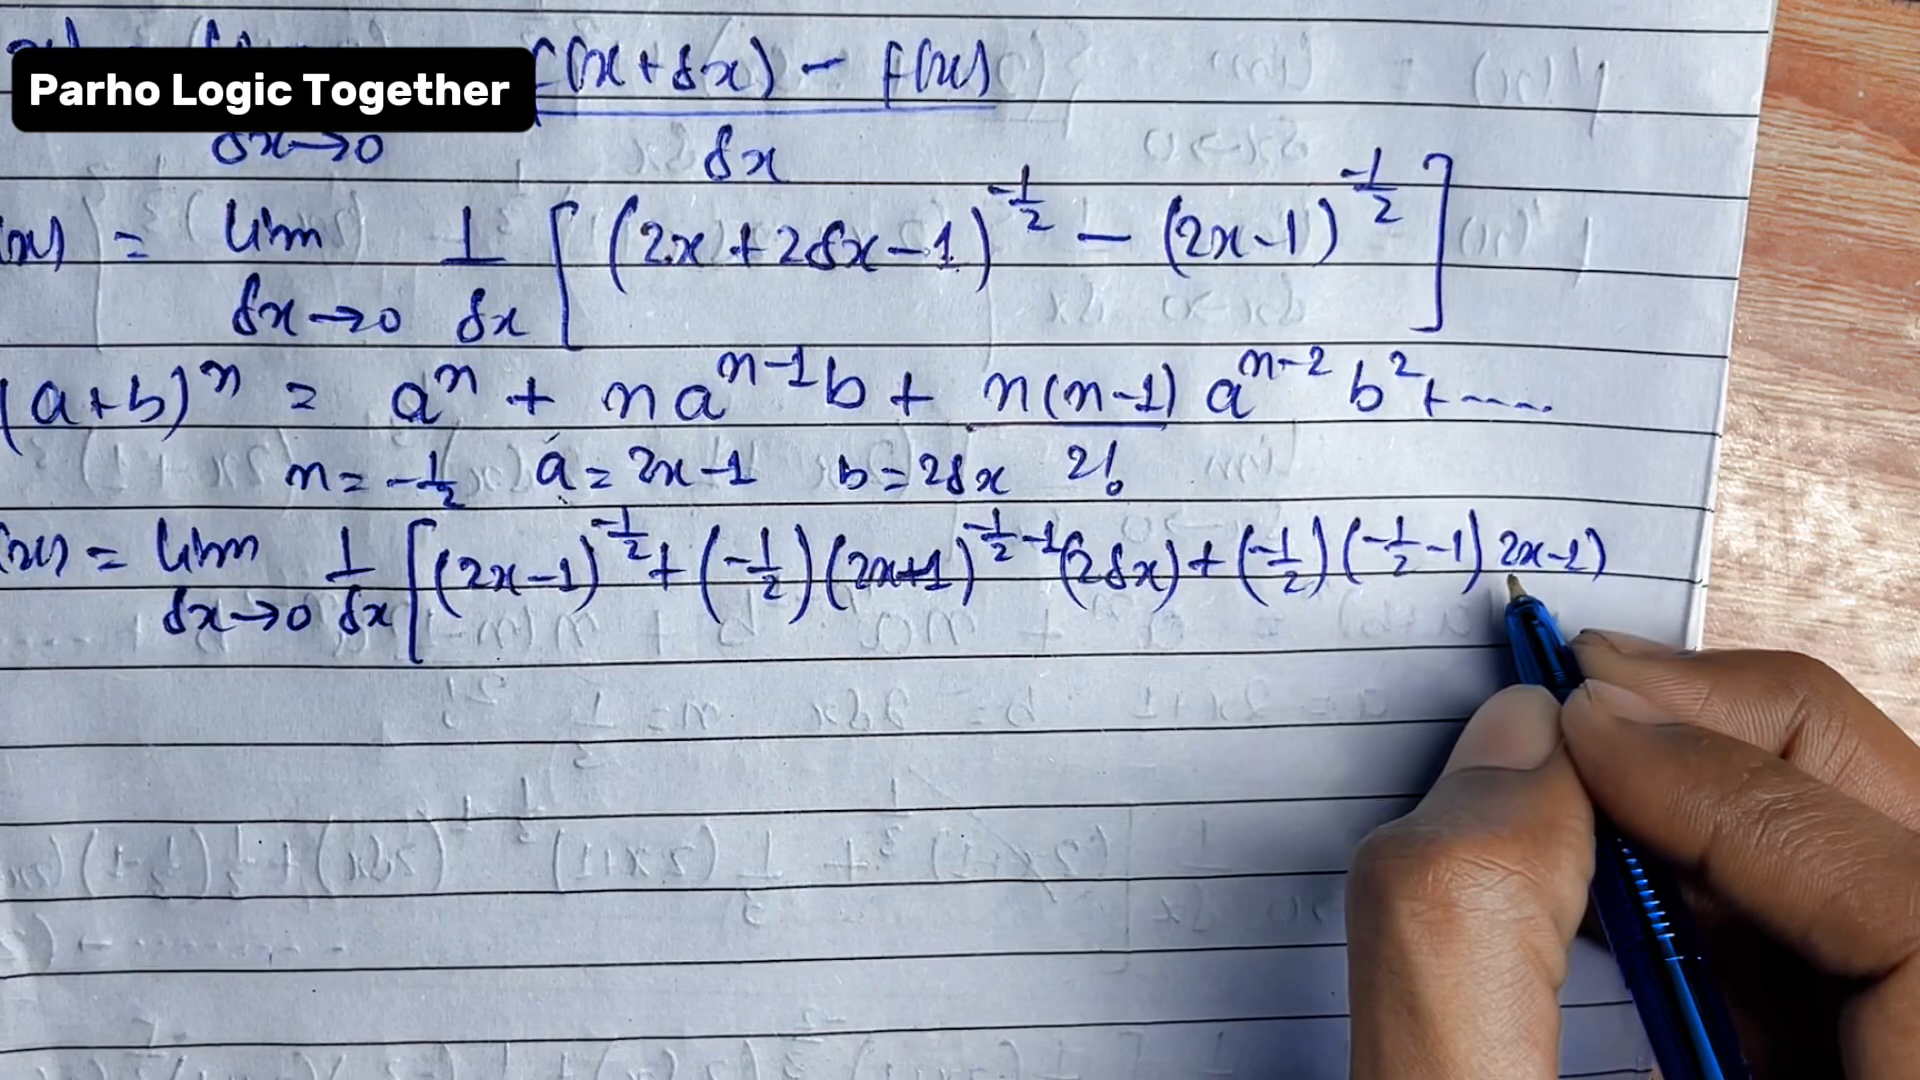 Parho Logic Together
f(x+δx) - f(x)
δx→0 δx
(x) = lim 1/δx [(2x+2δx-1)^{-1/2} - (2x-1)^{-1/2}]
δx→0
(a+b)^n = a^n + na^{n-1}b + n(n-1)/2! a^{n-2} b^2 + .....
n = -1/2 a = 2x-1 b = 2δx
(x) = lim 1/δx [(2x-1)^{-1/2} + (-1/2)(2x+1)^{-1/2-1}(2δx) + (-1/2)(-1/2-1) 2x-1)
δx→0